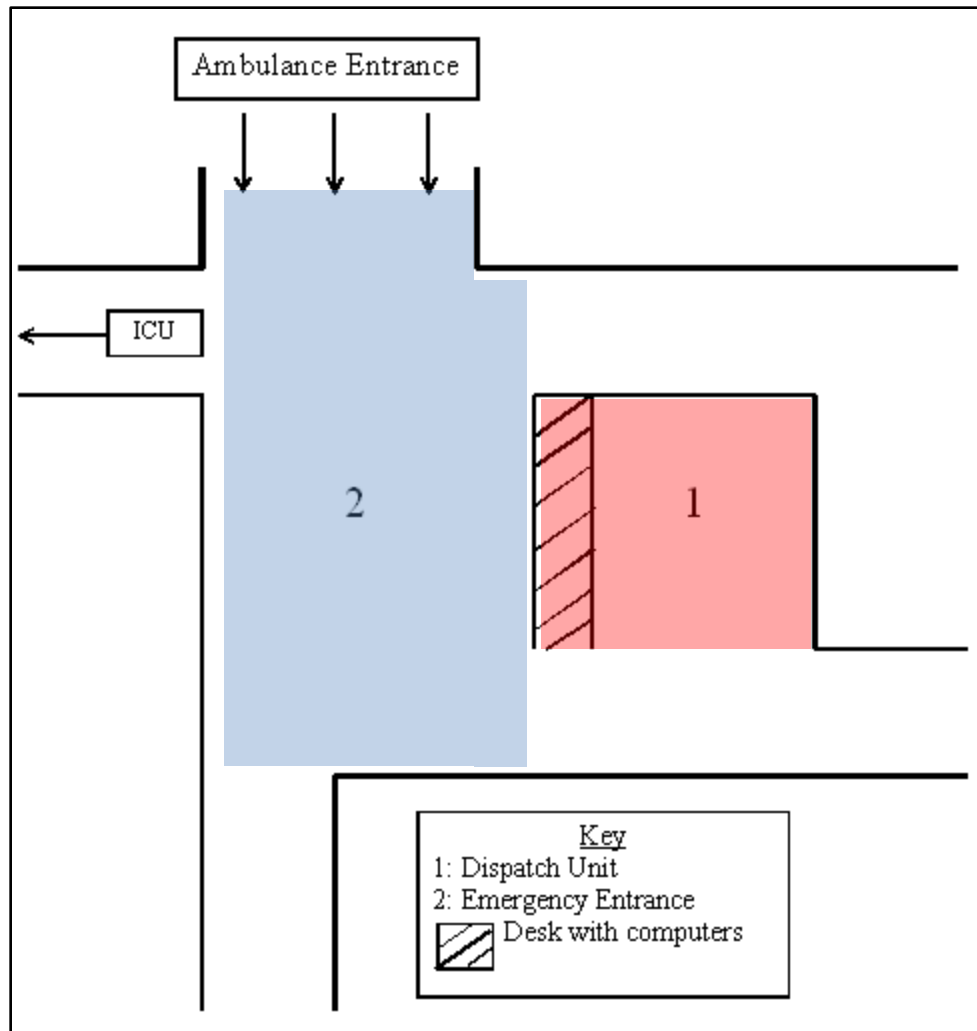 Ambulance Entrance
ICU
2
1
Key
1: Dispatch Unit
2: Emergency Entrance
Desk with computers